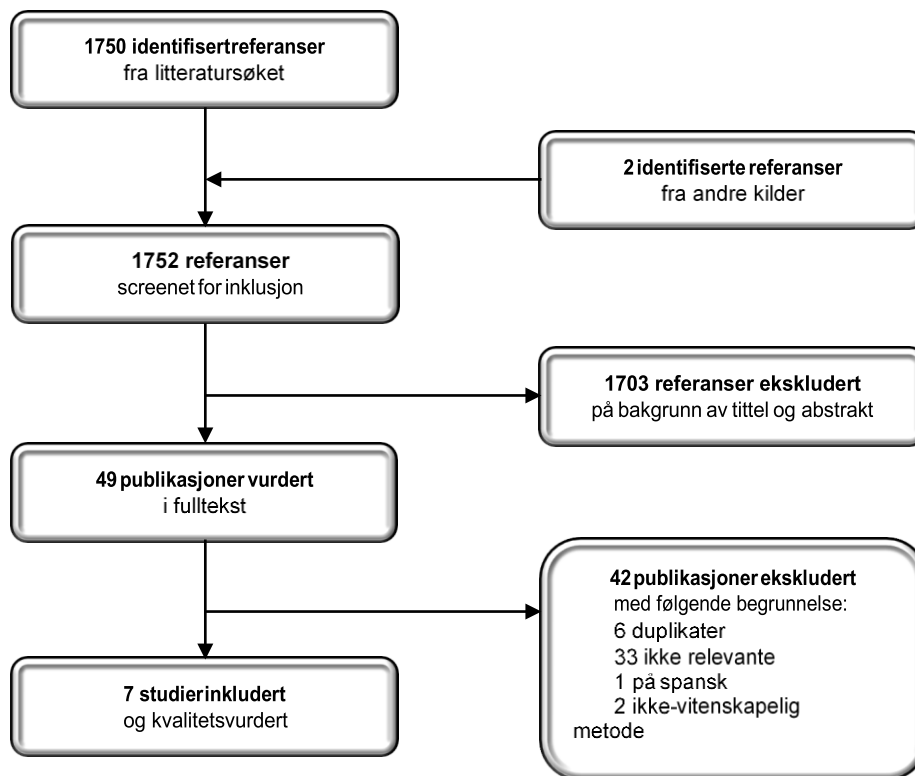 1750 identifisertreferanser
fra litteratursøket
2 identifiserte referanser
fra andre kilder
1752 referanser
screenet for inklusjon
1703 referanser ekskludert
på bakgrunn av tittel og abstrakt
49 publikasjoner vurdert
i fulltekst
42 publikasjoner ekskludert
med følgende begrunnelse:
6 duplikater
33 ikke relevante
1 på spansk
2 ikke-vitenskapelig
metode
7 studier inkludert
og kvalitetsvurdert